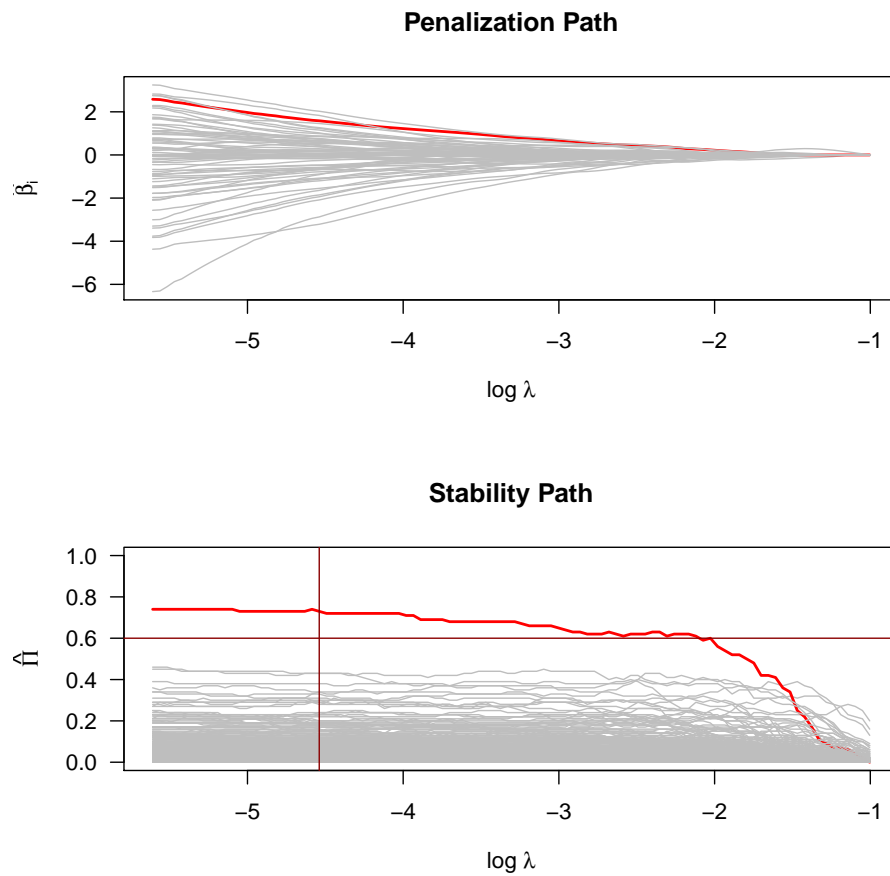 Penalization Path
2
0
−2
−4
−6
β̂i
−5 −4 −3 −2 −1
log λ
Stability Path
1.0
0.8
0.6
0.4
0.2
0.0
Π̂
−5 −4 −3 −2 −1
log λ